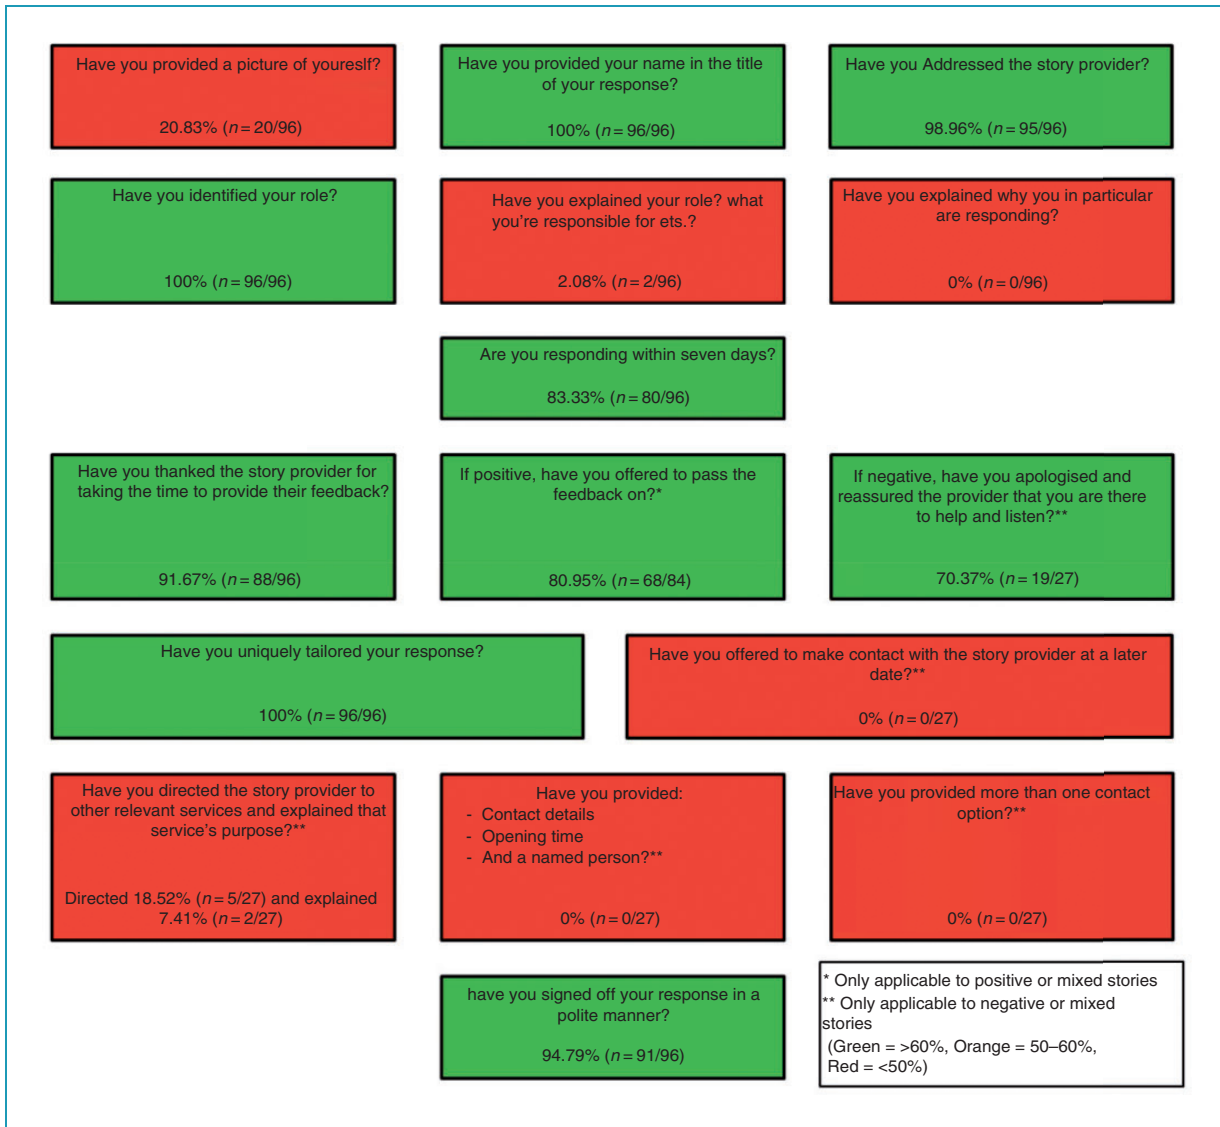 Have you provided a picture of youreslf?
20.83% (n = 20/96)
Have you provided your name in the title
of your response?
100% (n = 96/96)
Have you Addressed the story provider?
98.96% (n = 95/96)
Have you identified your role?
100% (n = 96/96)
Have you explained your role? what
you're responsible for ets.?
2.08% (n = 2/96)
Have you explained why you in particular
are responding?
0% (n = 0/96)
Are you responding within seven days?
83.33% (n = 80/96)
Have you thanked the story provider for
taking the time to provide their feedback?
91.67% (n = 88/96)
If positive, have you offered to pass the
feedback on?*
80.95% (n = 68/84)
If negative, have you apologised and
reassured the provider that you are there
to help and listen?**
70.37% (n = 19/27)
Have you uniquely tailored your response?
100% (n = 96/96)
Have you offered to make contact with the story provider at a later
date?**
0% (n = 0/27)
Have you directed the story provider to
other relevant services and explained that
service's purpose?**
Directed 18.52% (n = 5/27) and explained
7.41% (n = 2/27)
Have you provided:
- Contact details
- Opening time
- And a named person?**
0% (n = 0/27)
Have you provided more than one contact
option?**
0% (n = 0/27)
have you signed off your response in a
polite manner?
94.79% (n = 91/96)
* Only applicable to positive or mixed stories
** Only applicable to negative or mixed
stories
(Green = >60%, Orange = 50–60%,
Red = <50%)